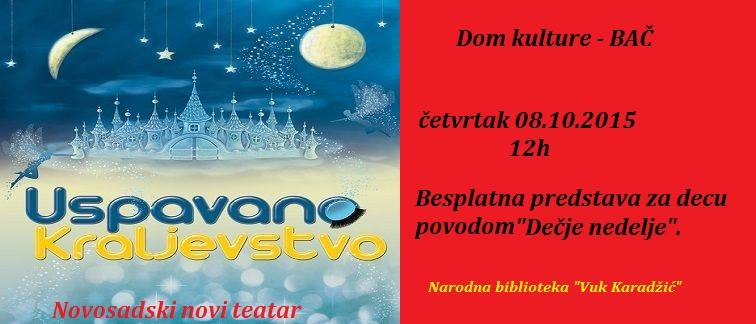 Uspavano
Kraljevstvo
Novosadski novi teatar
Dom kulture - BAČ
četvrtak 08.10.2015
12h
Besplatna predstava za decu
povodom"Dečje nedelje".
Narodna biblioteka "Vuk Karadžić"